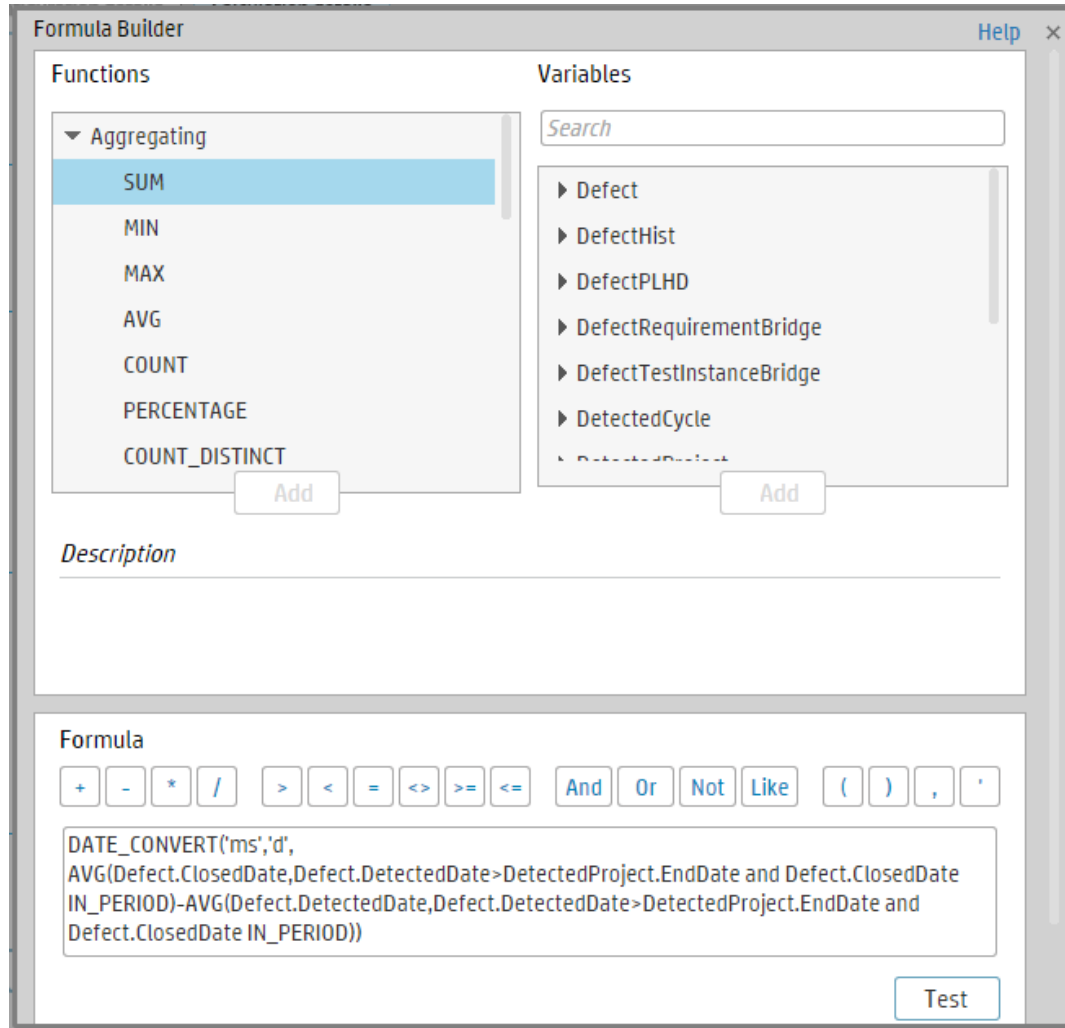 Formula Builder
Help
×
Functions
Variables
Aggregating
SUM
MIN
MAX
AVG
COUNT
PERCENTAGE
COUNT_DISTINCT
Add
Search
Defect
DefectHist
DefectPLHD
DefectRequirementBridge
DefectTestInstanceBridge
DetectedCycle
DetectedProject
Add
Description
Formula
+ - * / > < = <> >= <= And Or Not Like ( ) , '
DATE_CONVERT('ms','d',
AVG(Defect.ClosedDate,Defect.DetectedDate>DetectedProject.EndDate and Defect.ClosedDate
IN_PERIOD)-AVG(Defect.DetectedDate,Defect.DetectedDate>DetectedProject.EndDate and
Defect.ClosedDate IN_PERIOD))
Test